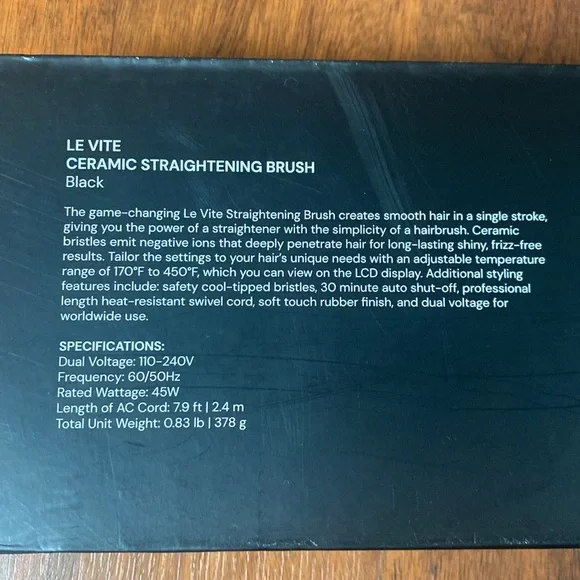 LE VITE
CERAMIC STRAIGHTENING BRUSH
Black
The game-changing Le Vite Straightening Brush creates smooth hair in a single stroke,
giving you the power of a straightener with the simplicity of a hairbrush. Ceramic
bristles emit negative ions that deeply penetrate hair for long-lasting shiny, frizz-free
results. Tailor the settings to your hair's unique needs with an adjustable temperature
range of 170°F to 450°F, which you can view on the LCD display. Additional styling
features include: safety cool-tipped bristles, 30 minute auto shut-off, professional
length heat-resistant swivel cord, soft touch rubber finish, and dual voltage for
worldwide use.
SPECIFICATIONS:
Dual Voltage: 110-240V
Frequency: 60/50Hz
Rated Wattage: 45W
Length of AC Cord: 7.9 ft | 2.4 m
Total Unit Weight: 0.83 lb | 378 g